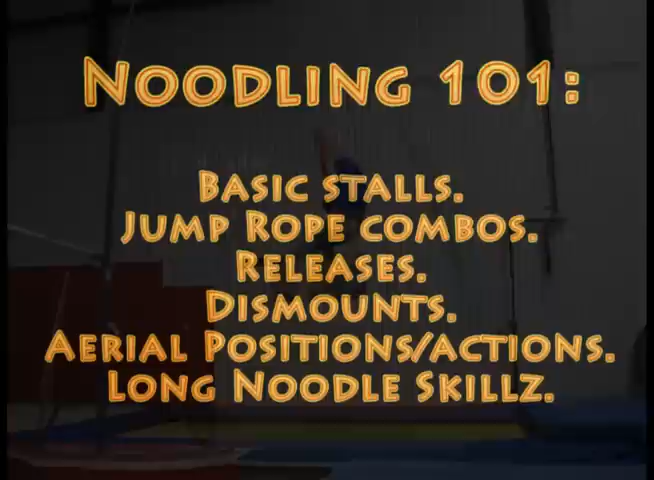 Noodling 101:
Basic stalls.
Jump Rope combos.
Releases.
Dismounts.
Aerial Positions/actions.
Long Noodle Skillz.